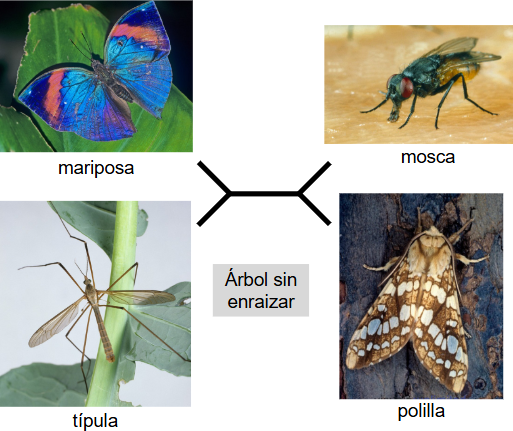 mariposa
mosca
Árbol sin
enraizar
típula
polilla